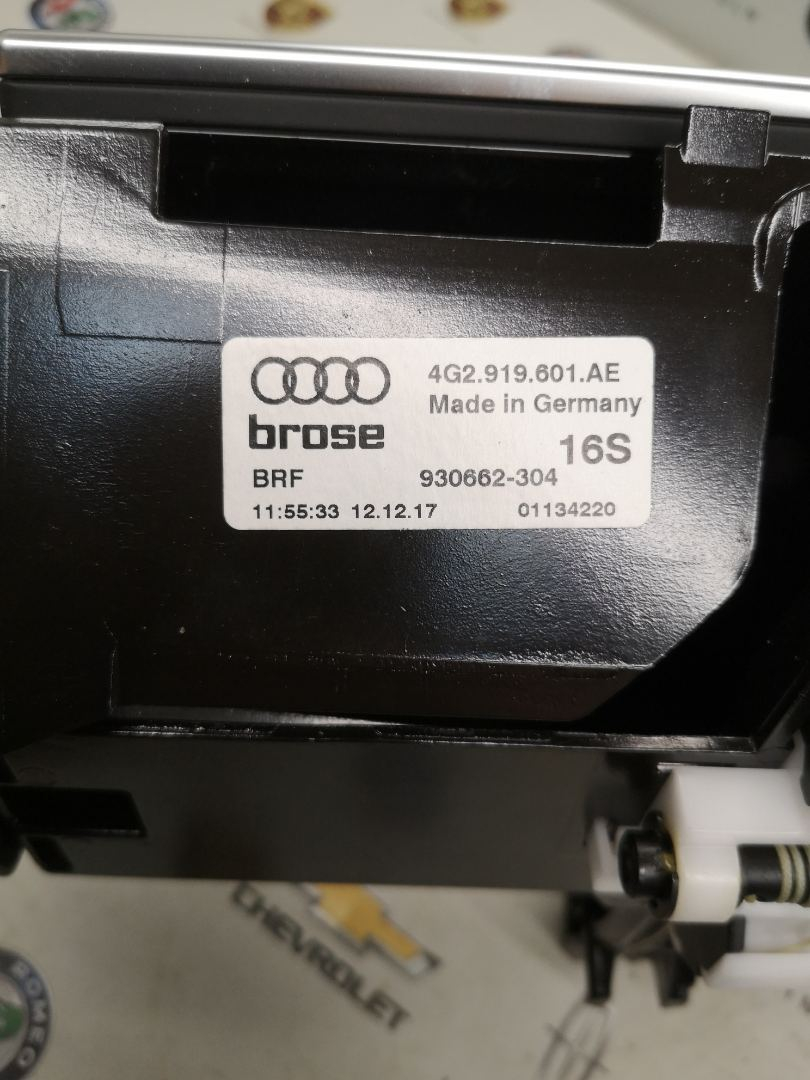 4G2.919.601.AE
Made in Germany
brose
16S
BRF 930662-304
11:55:33 12.12.17 01134220
CHEVROLET
ROMEO